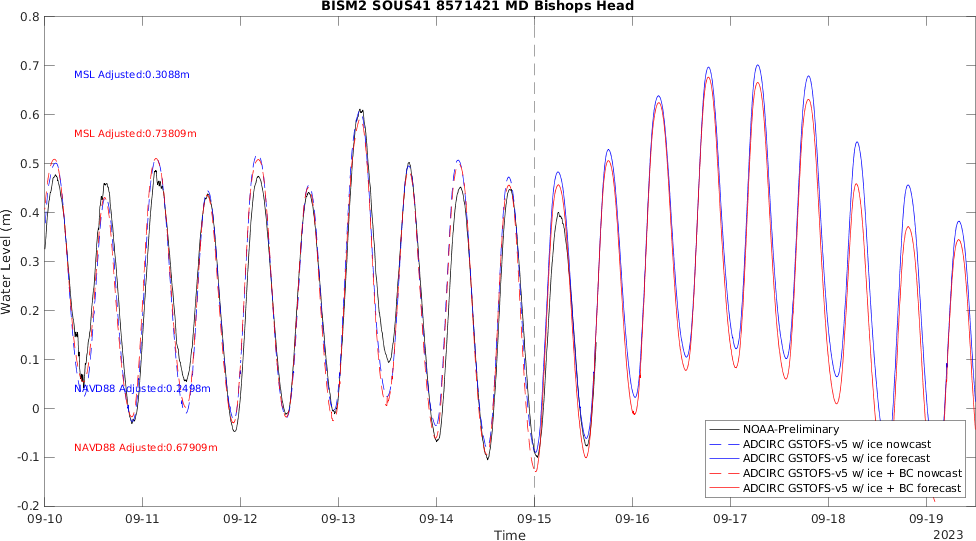 BISM2 SOUS41 8571421 MD Bishops Head
0.8
0.7
0.6
0.5
0.4
0.3
0.2
0.1
0
-0.1
-0.2
Water Level (m)
MSL Adjusted:0.3088m
MSL Adjusted:0.73809m
NAVD88 Adjusted:0.2498m
NAVD88 Adjusted:0.67909m
NOAA-Preliminary
ADCIRC GSTOFS-v5 w/ ice nowcast
ADCIRC GSTOFS-v5 w/ ice forecast
ADCIRC GSTOFS-v5 w/ ice + BC nowcast
ADCIRC GSTOFS-v5 w/ ice + BC forecast
09-10 09-11 09-12 09-13 09-14 09-15 09-16 09-17 09-18 09-19
Time
2023